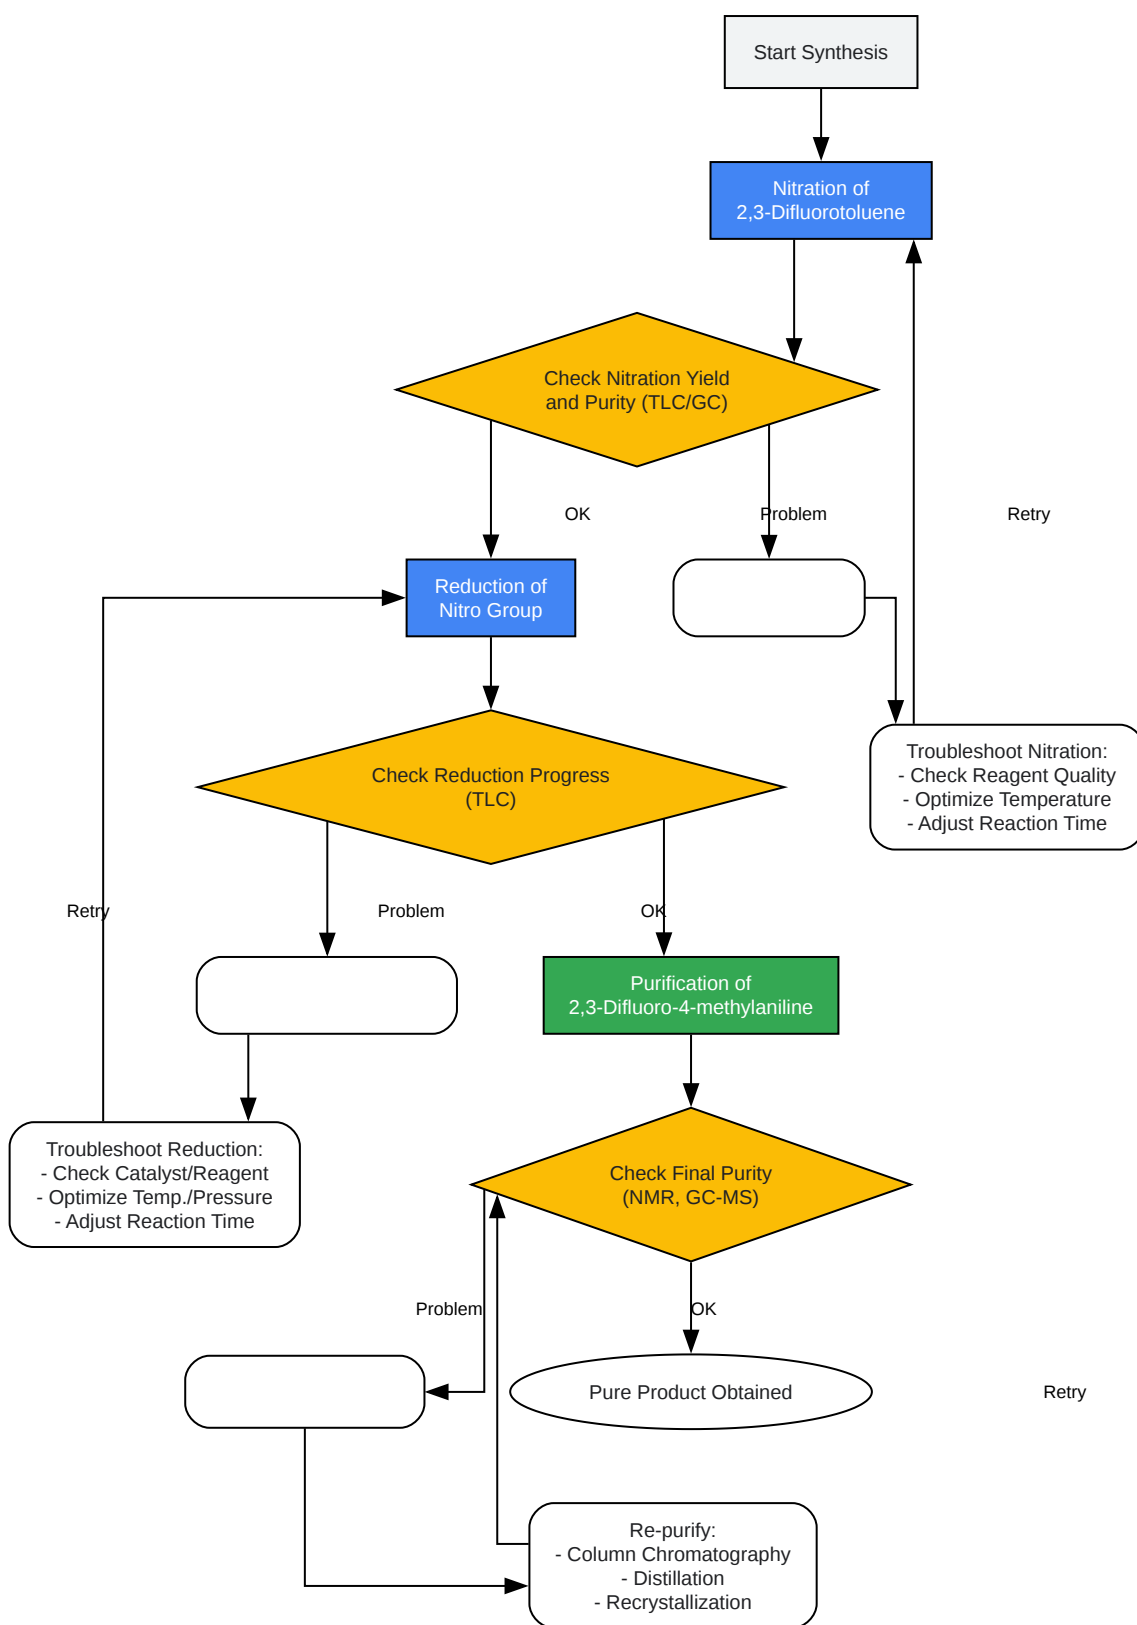 Start Synthesis
Nitration of
2,3-Difluorotoluene
Check Nitration Yield
and Purity (TLC/GC)
OK
Problem
Retry
Reduction of
Nitro Group
Troubleshoot Nitration:
- Check Reagent Quality
- Optimize Temperature
- Adjust Reaction Time
Check Reduction Progress
(TLC)
Retry
Problem
OK
Purification of
2,3-Difluoro-4-methylaniline
Troubleshoot Reduction:
- Check Catalyst/Reagent
- Optimize Temp./Pressure
- Adjust Reaction Time
Check Final Purity
(NMR, GC-MS)
Problem
OK
Pure Product Obtained
Retry
Re-purify:
- Column Chromatography
- Distillation
- Recrystallization